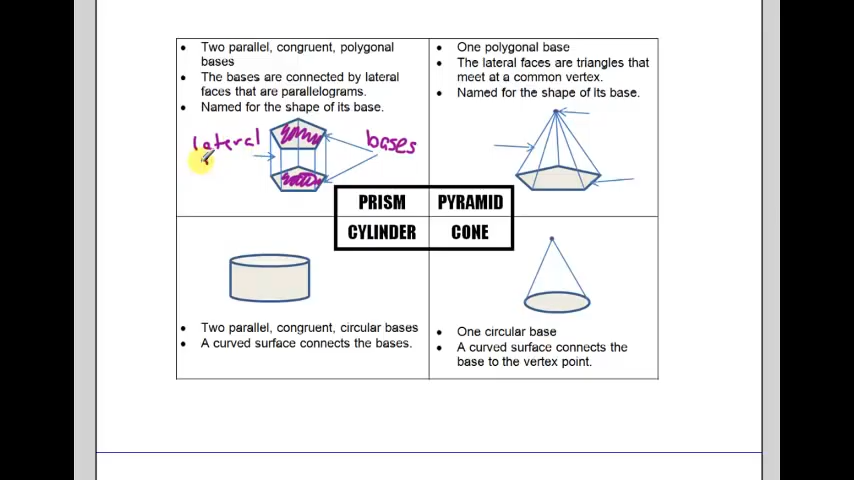 Two parallel, congruent, polygonal
bases
The bases are connected by lateral
faces that are parallelograms.
Named for the shape of its base.
lateral
bases
One polygonal base
The lateral faces are triangles that
meet at a common vertex.
Named for the shape of its base.
PRISM
PYRAMID
CYLINDER
CONE
Two parallel, congruent, circular bases
A curved surface connects the bases.
One circular base
A curved surface connects the
base to the vertex point.